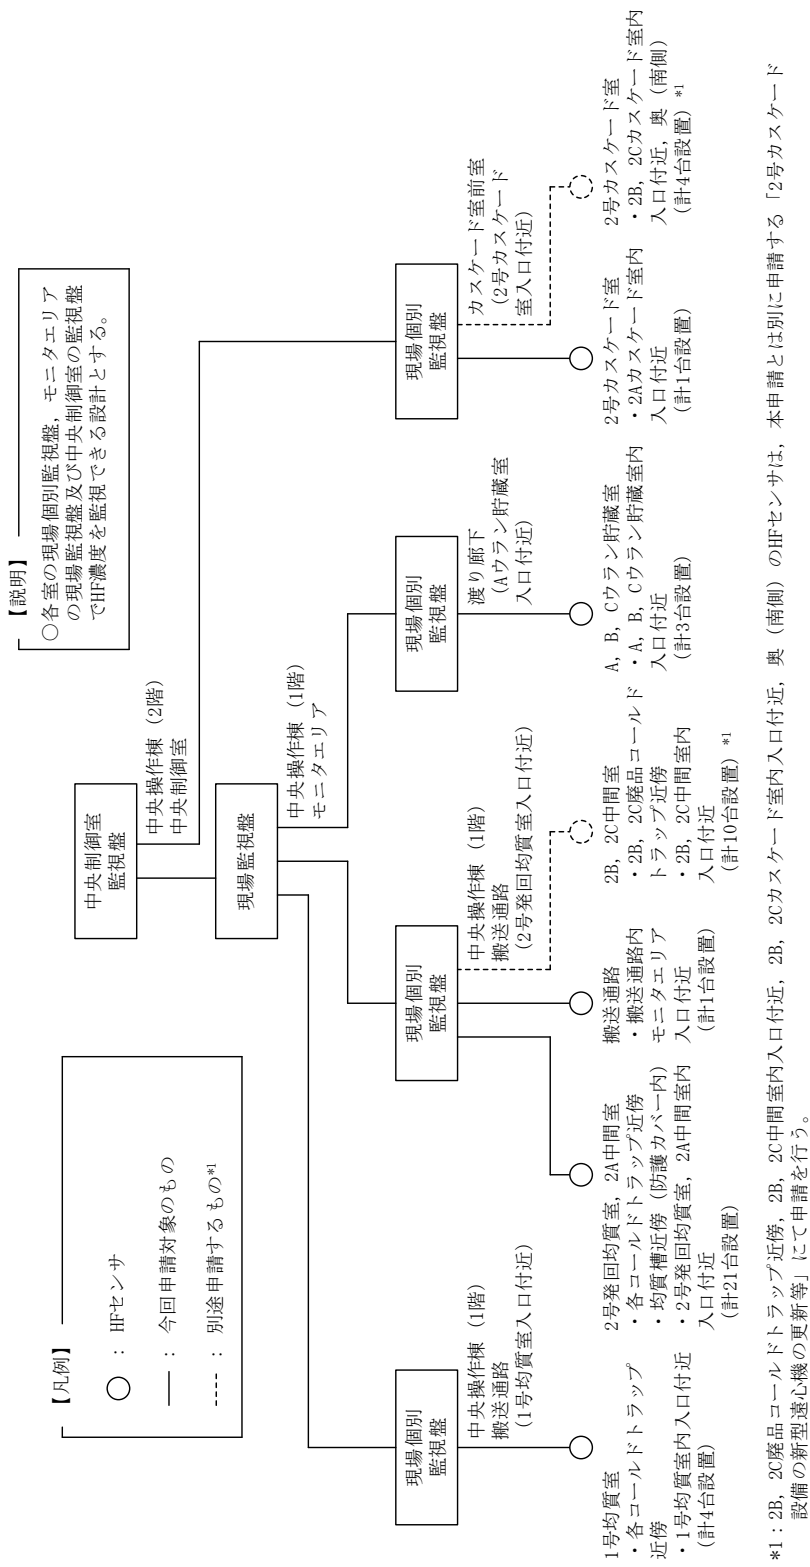 【凡例】
○ : HFセンサ
— : 今回申請対象のもの
---- : 別途申請するもの*1
【説明】
○各室の現場個別監視盤，モニタエリア
の現場監視盤及び中央制御室の監視盤
でHF濃度を監視できる設計とする。
中央制御室
監視盤
中央操作棟（2階）
中央制御室
現場監視盤
中央操作棟（1階）
モニタエリア
現場個別
監視盤
中央操作棟（1階）
搬送通路
(1号均質室入口付近)
現場個別
監視盤
中央操作棟（1階）
搬送通路
(2号発回均質室入口付近)
現場個別
監視盤
渡り廊下
(Aウラン貯蔵室
入口付近)
現場個別
監視盤
カスケード室前室
(2号カスケード
室入口付近)
1号均質室
・各コールドトラップ
近傍
・1号均質室内入口付近
(計4台設置)
2号発回均質室，2A中間室
・各コールドトラップ近傍
・均質槽近傍（防護カバー内）
・2号発回均質室，2A中間室内
入口付近
(計21台設置)
搬送通路
・搬送通路内
モニタエリア
入口付近
(計1台設置)
2B, 2C中間室
・2B, 2C廃品コールド
トラップ近傍
・2B, 2C中間室内
入口付近
(計10台設置) *1
A, B, Cウラン貯蔵室
・A, B, Cウラン貯蔵室内
入口付近
(計3台設置)
2号カスケード室
・2Aカスケード室内
入口付近
(計1台設置)
2号カスケード室
・2B, 2Cカスケード室内
入口付近，奥（南側）
(計4台設置) *1
*1：2B, 2C廃品コールドトラップ近傍，2B, 2C中間室内入口付近，2B, 2Cカスケード室内入口付近，奥（南側）のHFセンサは，本申請とは別に申請する「2号カスケード
設備の新型遠心機の更新等」にて申請を行う。